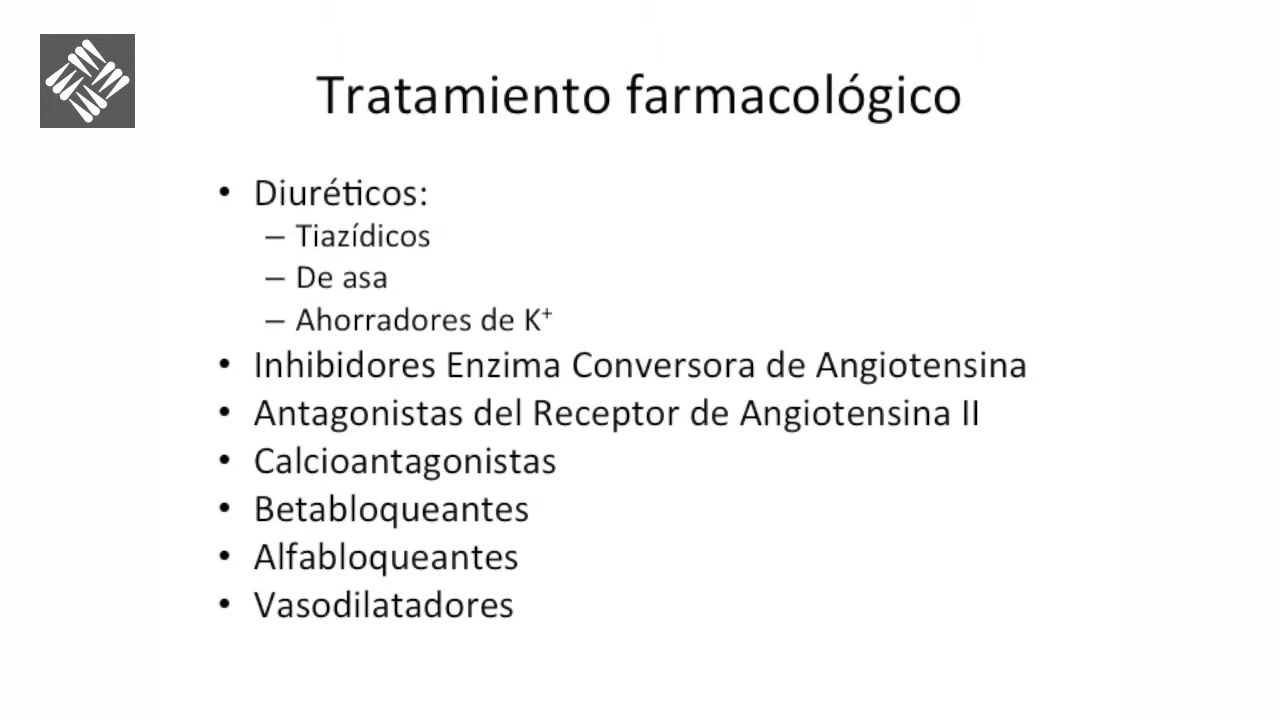 Tratamiento farmacológico
• Diuréticos:
– Tiazídicos
– De asa
– Ahorradores de K⁺
• Inhibidores Enzima Conversora de Angiotensina
• Antagonistas del Receptor de Angiotensina II
• Calcioantagonistas
• Betabloqueantes
• Alfabloqueantes
• Vasodilatadores